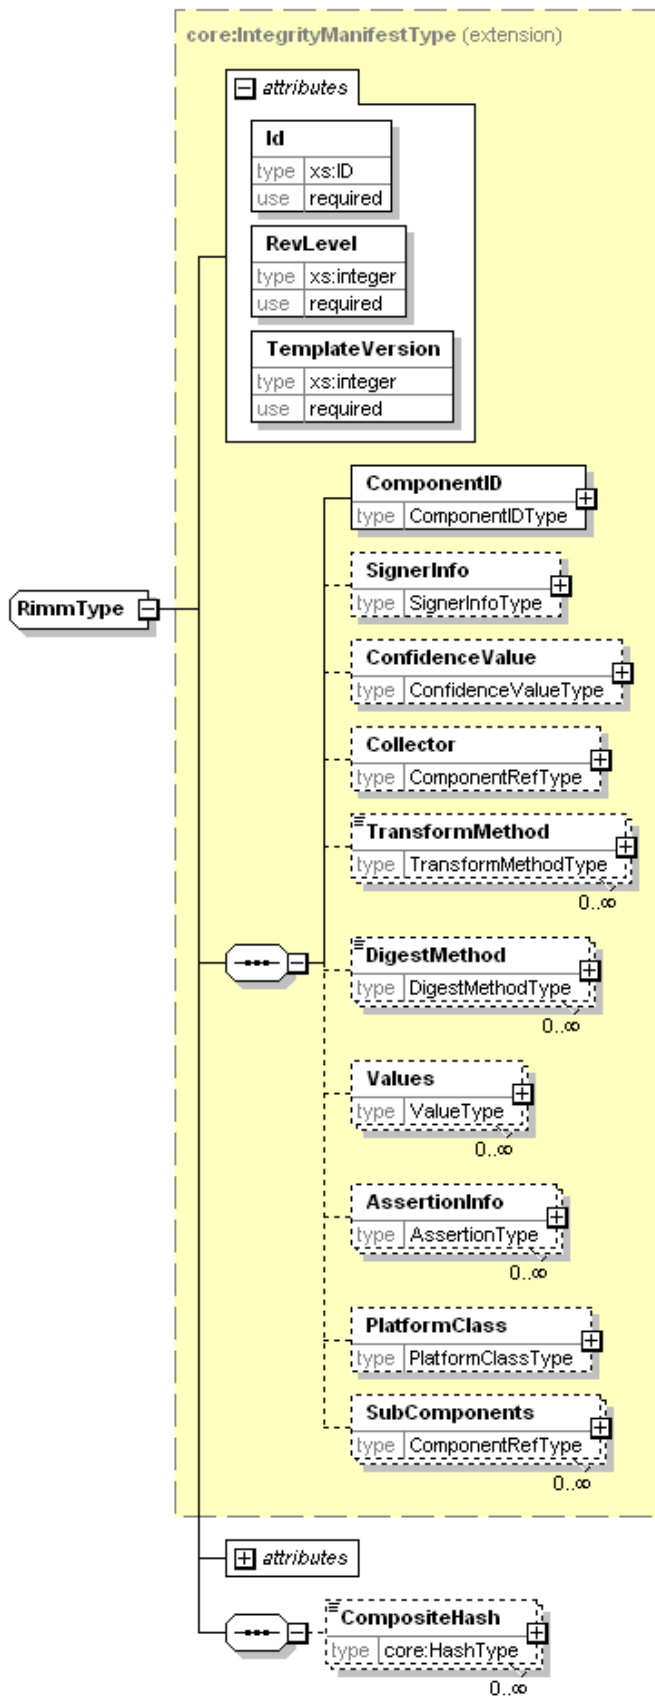 core:IntegrityManifestType (extension)
attributes
Id
type xs:ID
use required
RevLevel
type xs:integer
use required
TemplateVersion
type xs:integer
use required
ComponentID
type ComponentIDType
SignerInfo
type SignerInfoType
RimmType
ConfidenceValue
type ConfidenceValueType
Collector
type ComponentRefType
TransformMethod
type TransformMethodType
0..∞
DigestMethod
type DigestMethodType
0..∞
Values
type ValueType
0..∞
AssertionInfo
type AssertionType
0..∞
PlatformClass
type PlatformClassType
SubComponents
type ComponentRefType
0..∞
attributes
CompositeHash
type core:HashType
0..∞